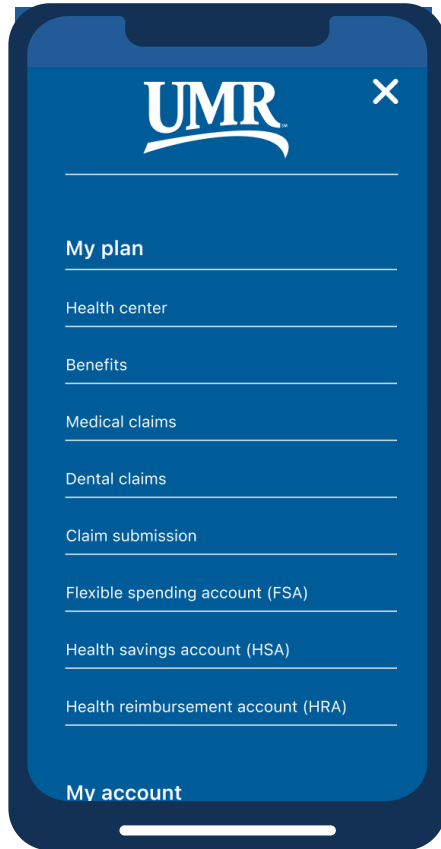 UMR
My plan
Health center
Benefits
Medical claims
Dental claims
Claim submission
Flexible spending account (FSA)
Health savings account (HSA)
Health reimbursement account (HRA)
My account